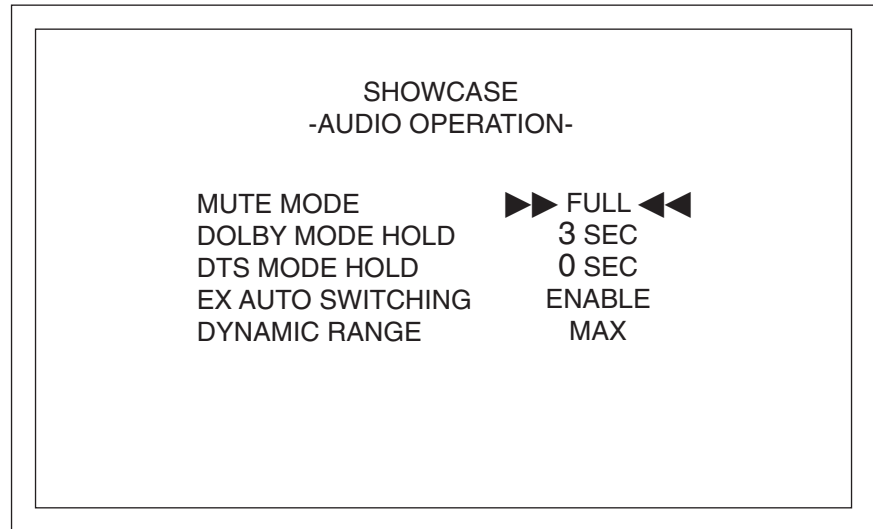 SHOWCASE
-AUDIO OPERATION-
MUTE MODE ▶▶ FULL ◀◀
DOLBY MODE HOLD 3 SEC
DTS MODE HOLD 0 SEC
EX AUTO SWITCHING ENABLE
DYNAMIC RANGE MAX